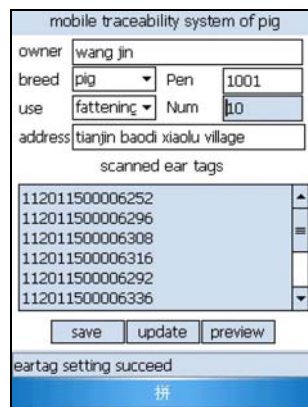 mobile traceability system of pig
owner wang jin
breed pig Pen 1001
use fattening Num 10
address tianjin baodi xiaolu village
scanned ear tags
112011500006252
112011500006296
112011500006308
112011500006316
112011500006292
112011500006336
save update preview
eartag setting succeed
拼